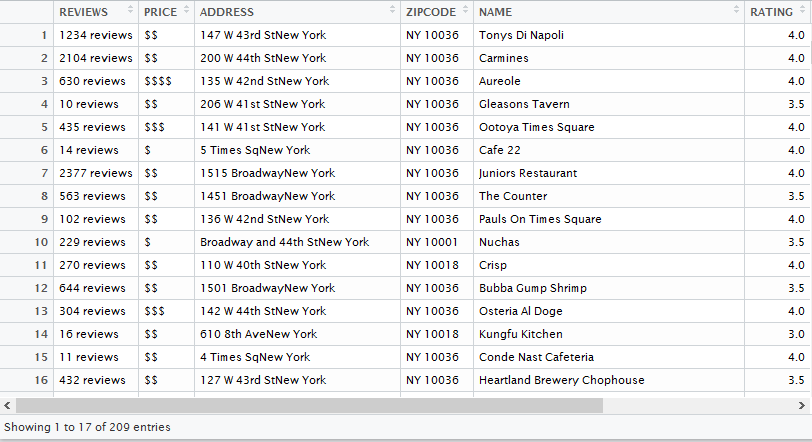 REVIEWS PRICE ADDRESS ZIPCODE NAME RATING
1 1234 reviews $$ 147 W 43rd StNew York NY 10036 Tonys Di Napoli 4.0
2 2104 reviews $$ 200 W 44th StNew York NY 10036 Carmines 4.0
3 630 reviews $$$$ 135 W 42nd StNew York NY 10036 Aureole 4.0
4 10 reviews $$ 206 W 41st StNew York NY 10036 Gleasons Tavern 3.5
5 435 reviews $$$ 141 W 41st StNew York NY 10036 Ootoya Times Square 4.0
6 14 reviews $ 5 Times SqNew York NY 10036 Cafe 22 4.0
7 2377 reviews $$ 1515 BroadwayNew York NY 10036 Juniors Restaurant 4.0
8 563 reviews $$ 1451 BroadwayNew York NY 10036 The Counter 3.5
9 102 reviews $$ 136 W 42nd StNew York NY 10036 Pauls On Times Square 4.0
10 229 reviews $ Broadway and 44th StNew York NY 10001 Nuchas 3.5
11 270 reviews $$ 110 W 40th StNew York NY 10018 Crisp 4.0
12 644 reviews $$ 1501 BroadwayNew York NY 10036 Bubba Gump Shrimp 3.5
13 304 reviews $$$ 142 W 44th StNew York NY 10036 Osteria Al Doge 4.0
14 16 reviews $$ 610 8th AveNew York NY 10018 Kungfu Kitchen 3.0
15 11 reviews $$ 4 Times SqNew York NY 10036 Conde Nast Cafeteria 4.0
16 432 reviews $$ 127 W 43rd StNew York NY 10036 Heartland Brewery Chophouse 3.5
Showing 1 to 17 of 209 entries